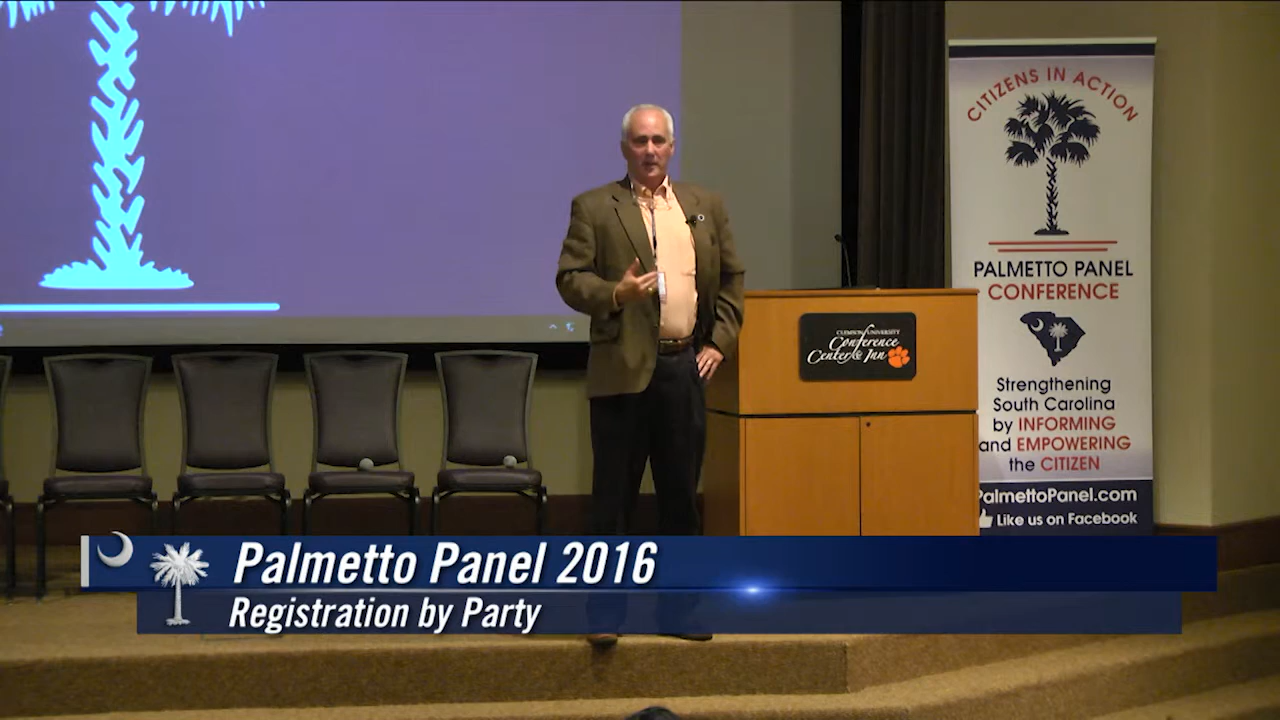 CITIZENS IN ACTION
PALMETTO PANEL
CONFERENCE
Strengthening
South Carolina
by INFORMING
and EMPOWERING
the CITIZEN
PalmettoPanel.com
Like us on Facebook
CLEMSON UNIVERSITY
Conference
Center & Inn
Palmetto Panel 2016
Registration by Party